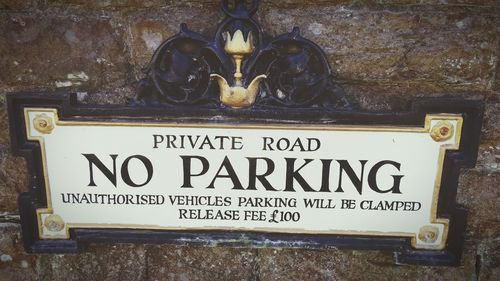 PRIVATE ROAD
NO PARKING
UNAUTHORISED VEHICLES PARKING WILL BE CLAMPED
RELEASE FEE £100